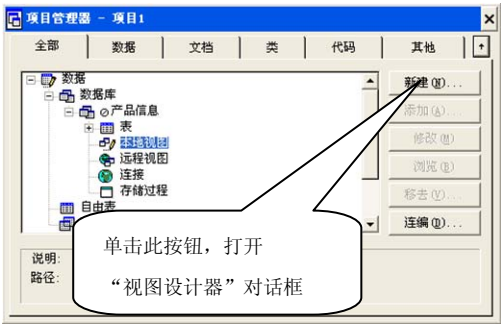 项目管理器 - 项目1
全部 数据 文档 类 代码 其他
数据
数据库
产品信息
表
本地视图
远程视图
连接
存储过程
自由表
新建(N)...
添加(A)...
修改(M)
浏览(B)
移去(V)...
连编(D)...
说明:
路径:
单击此按钮，打开
“视图设计器”对话框